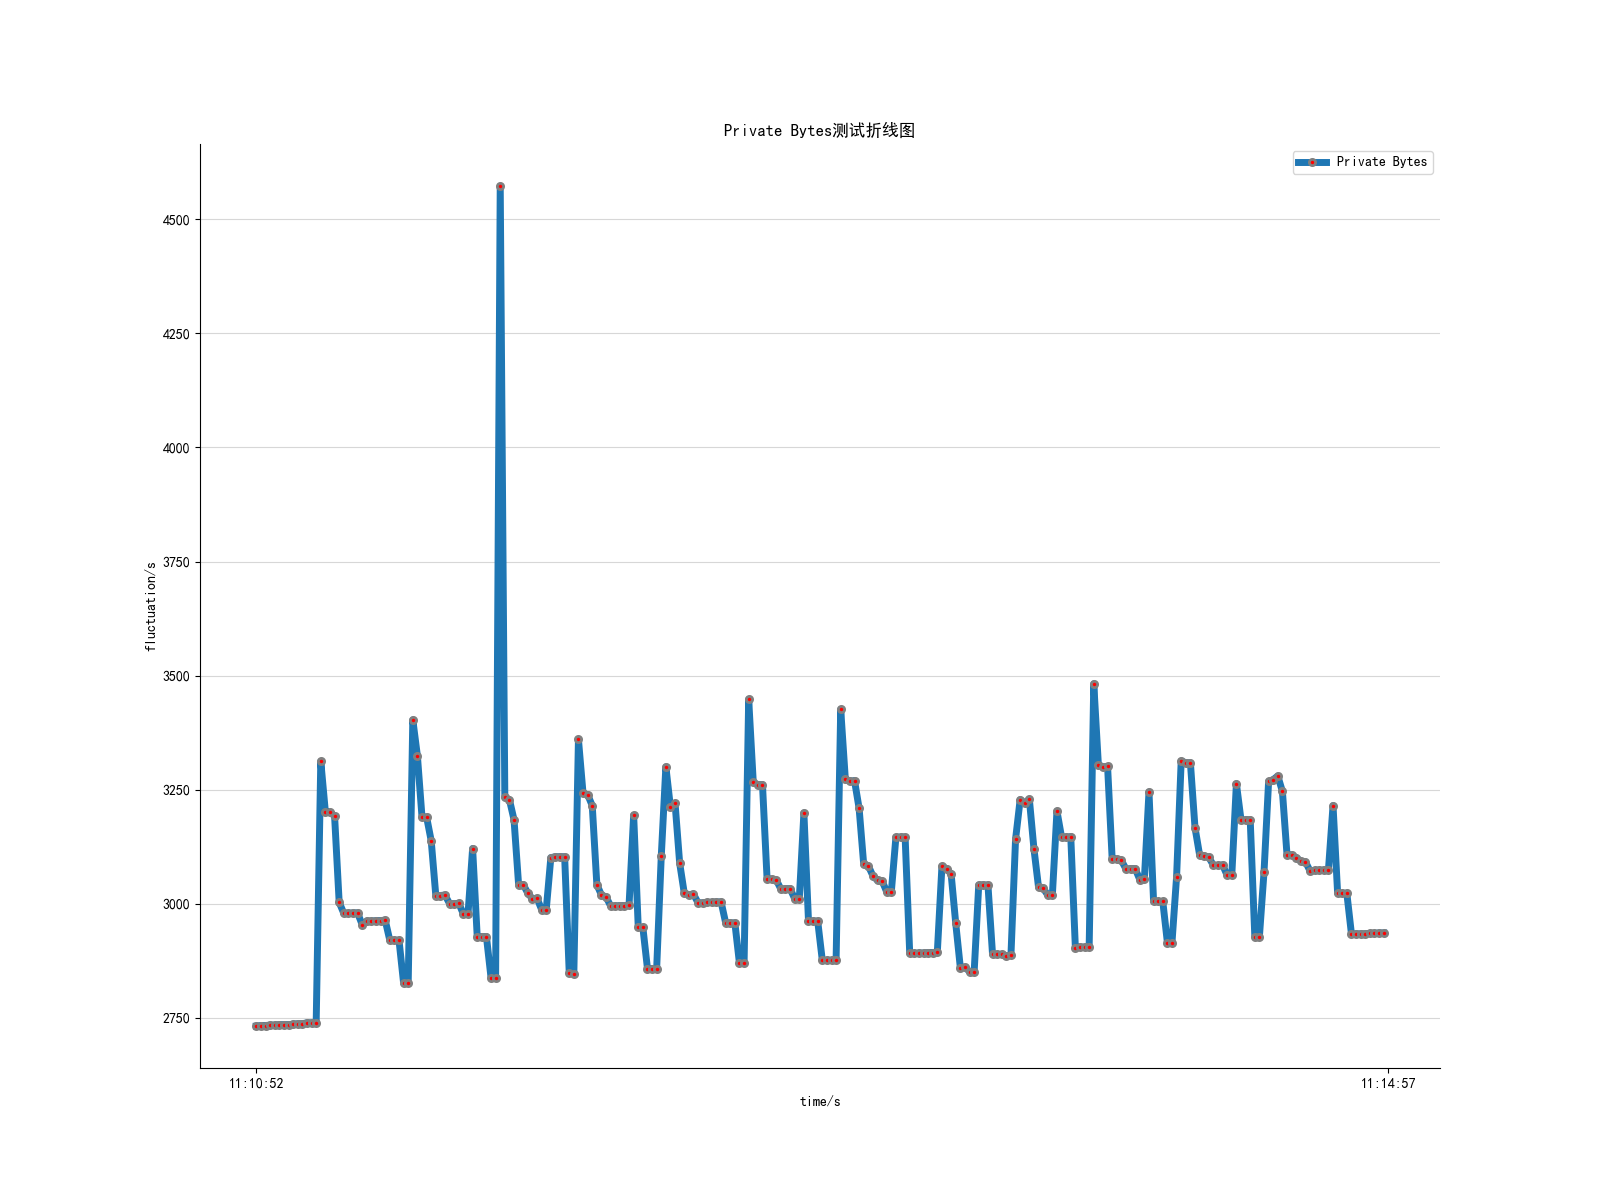 Private Bytes测试折线图
Private Bytes
4500
4250
4000
3750
3500
3250
3000
2750
fluctuation/s
11:10:52
11:14:57
time/s